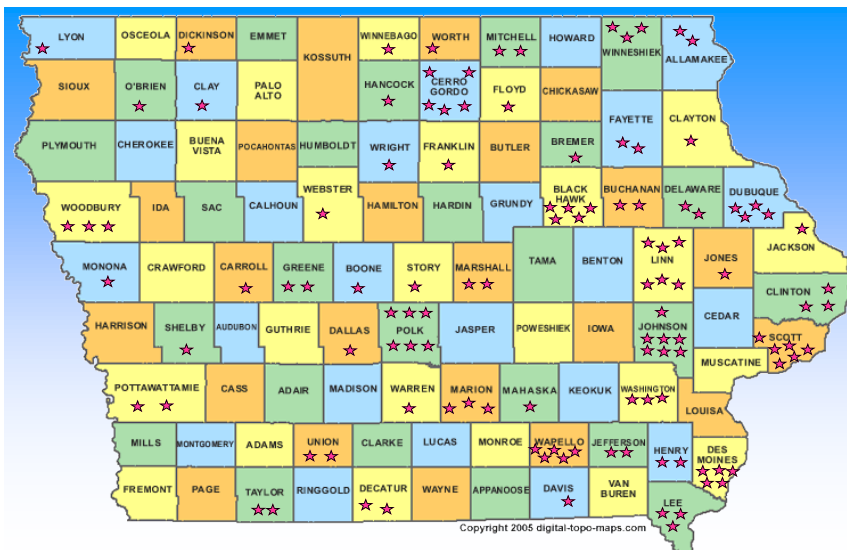 LYON
OSCEOLA
DICKINSON
EMMET
KOSSUTH
WINNEBAGO
WORTH
MITCHELL
HOWARD
WINNESHIEK
ALLAMAKEE
SIOUX
O'BRIEN
CLAY
PALO
ALTO
HANCOCK
CERRO
GORDO
FLOYD
CHICKASAW
FAYETTE
CLAYTON
PLYMOUTH
CHEROKEE
BUENA
VISTA
POCAHONTAS
HUMBOLDT
WRIGHT
FRANKLIN
BUTLER
BREMER
WOODBURY
IDA
SAC
CALHOUN
WEBSTER
HAMILTON
HARDIN
GRUNDY
BLACK
HAWK
BUCHANAN
DELAWARE
DUBUQUE
MONONA
CRAWFORD
CARROLL
GREENE
BOONE
STORY
MARSHALL
TAMA
BENTON
LINN
JONES
JACKSON
CLINTON
HARRISON
SHELBY
AUDUBON
GUTHRIE
DALLAS
POLK
JASPER
POWESHIEK
IOWA
JOHNSON
CEDAR
SCOTT
MUSCATINE
POTTAWATTAMIE
CASS
ADAIR
MADISON
WARREN
MARION
MAHASKA
KEOKUK
WASHINGTON
LOUISA
MILLS
MONTGOMERY
ADAMS
UNION
CLARKE
LUCAS
MONROE
WAPELLO
JEFFERSON
HENRY
DES
MOINES
FREMONT
PAGE
TAYLOR
RINGGOLD
DECATUR
WAYNE
APPANOOSE
DAVIS
VAN
BUREN
LEE
Copyright 2005 digital-topo-maps.com